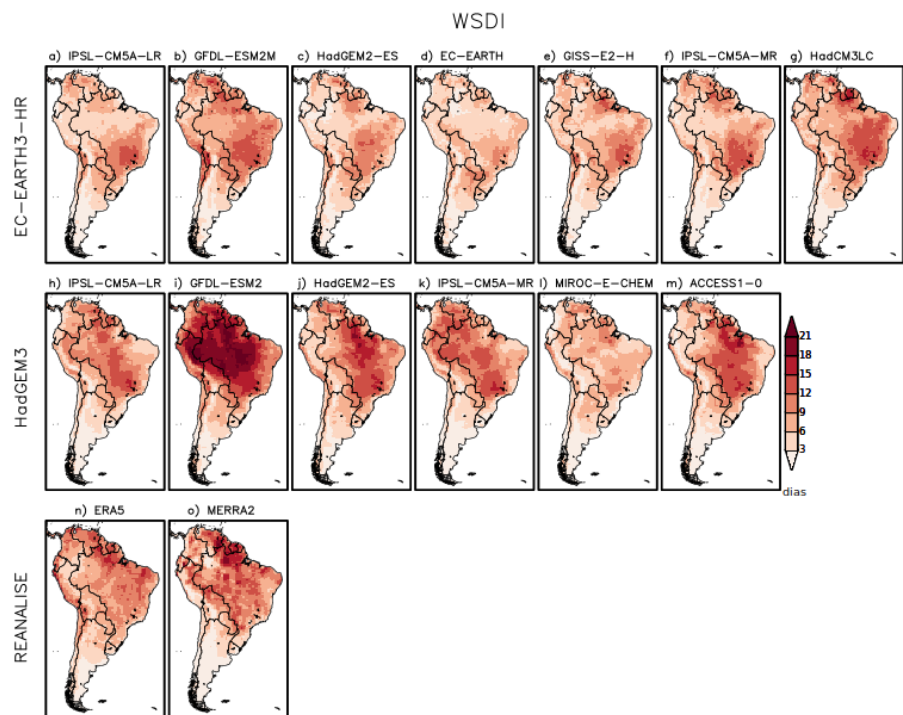 WSDI
a) IPSL-CM5A-LR b) GFDL-ESM2M c) HadGEM2-ES d) EC-EARTH e) GISS-E2-H f) IPSL-CM5A-MR g) HadCM3LC
EC-EARTH3-HR
h) IPSL-CM5A-LR i) GFDL-ESM2 j) HadGEM2-ES k) IPSL-CM5A-MR l) MIROC-E-CHEM m) ACCESS1-0
HadGEM3
21
18
15
12
9
6
3
dias
n) ERA5 o) MERRA2
REANALISE